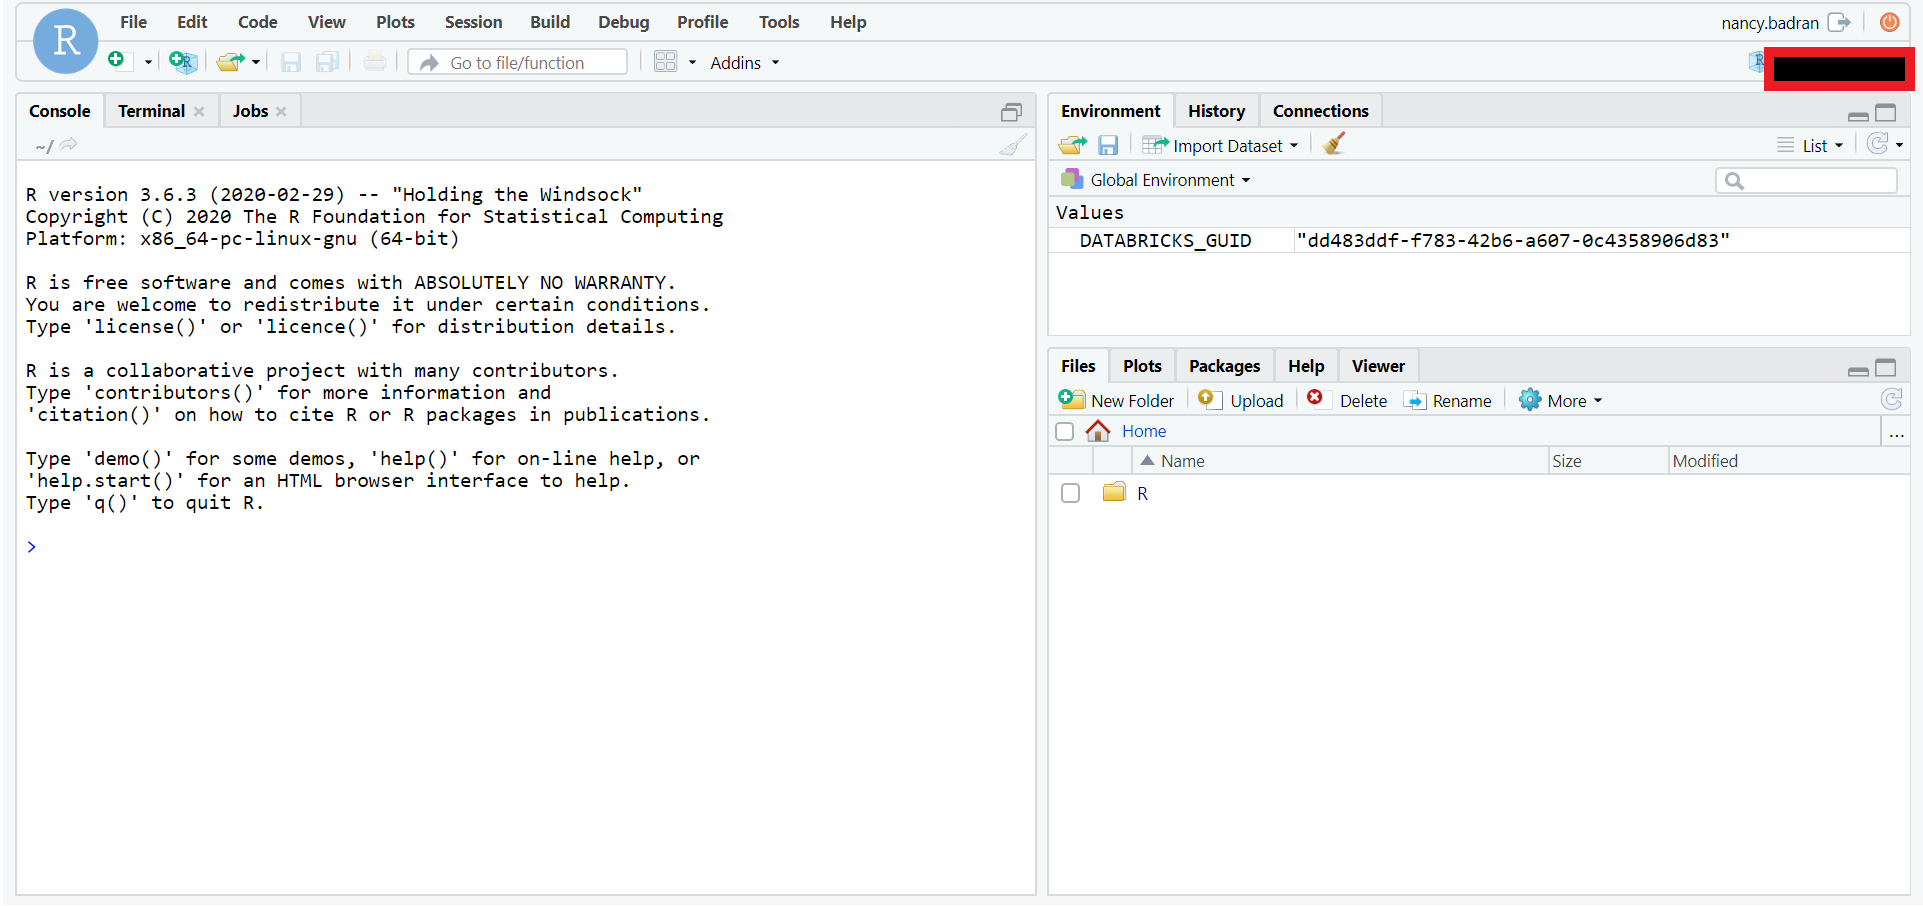 File Edit Code View Plots Session Build Debug Profile Tools Help
nancy.badran
R
Go to file/function
Addins
R
Console Terminal Jobs
~/
R version 3.6.3 (2020-02-29) -- "Holding the Windsock"
Copyright (C) 2020 The R Foundation for Statistical Computing
Platform: x86_64-pc-linux-gnu (64-bit)
R is free software and comes with ABSOLUTELY NO WARRANTY.
You are welcome to redistribute it under certain conditions.
Type 'license()' or 'licence()' for distribution details.
R is a collaborative project with many contributors.
Type 'contributors()' for more information and
'citation()' on how to cite R or R packages in publications.
Type 'demo()' for some demos, 'help()' for on-line help, or
'help.start()' for an HTML browser interface to help.
Type 'q()' to quit R.
>
Environment History Connections
Import Dataset
List
Global Environment
Values
DATABRICKS_GUID "dd483ddf-f783-42b6-a607-0c4358906d83"
Files Plots Packages Help Viewer
New Folder Upload Delete Rename More
Home ...
Name Size Modified
R